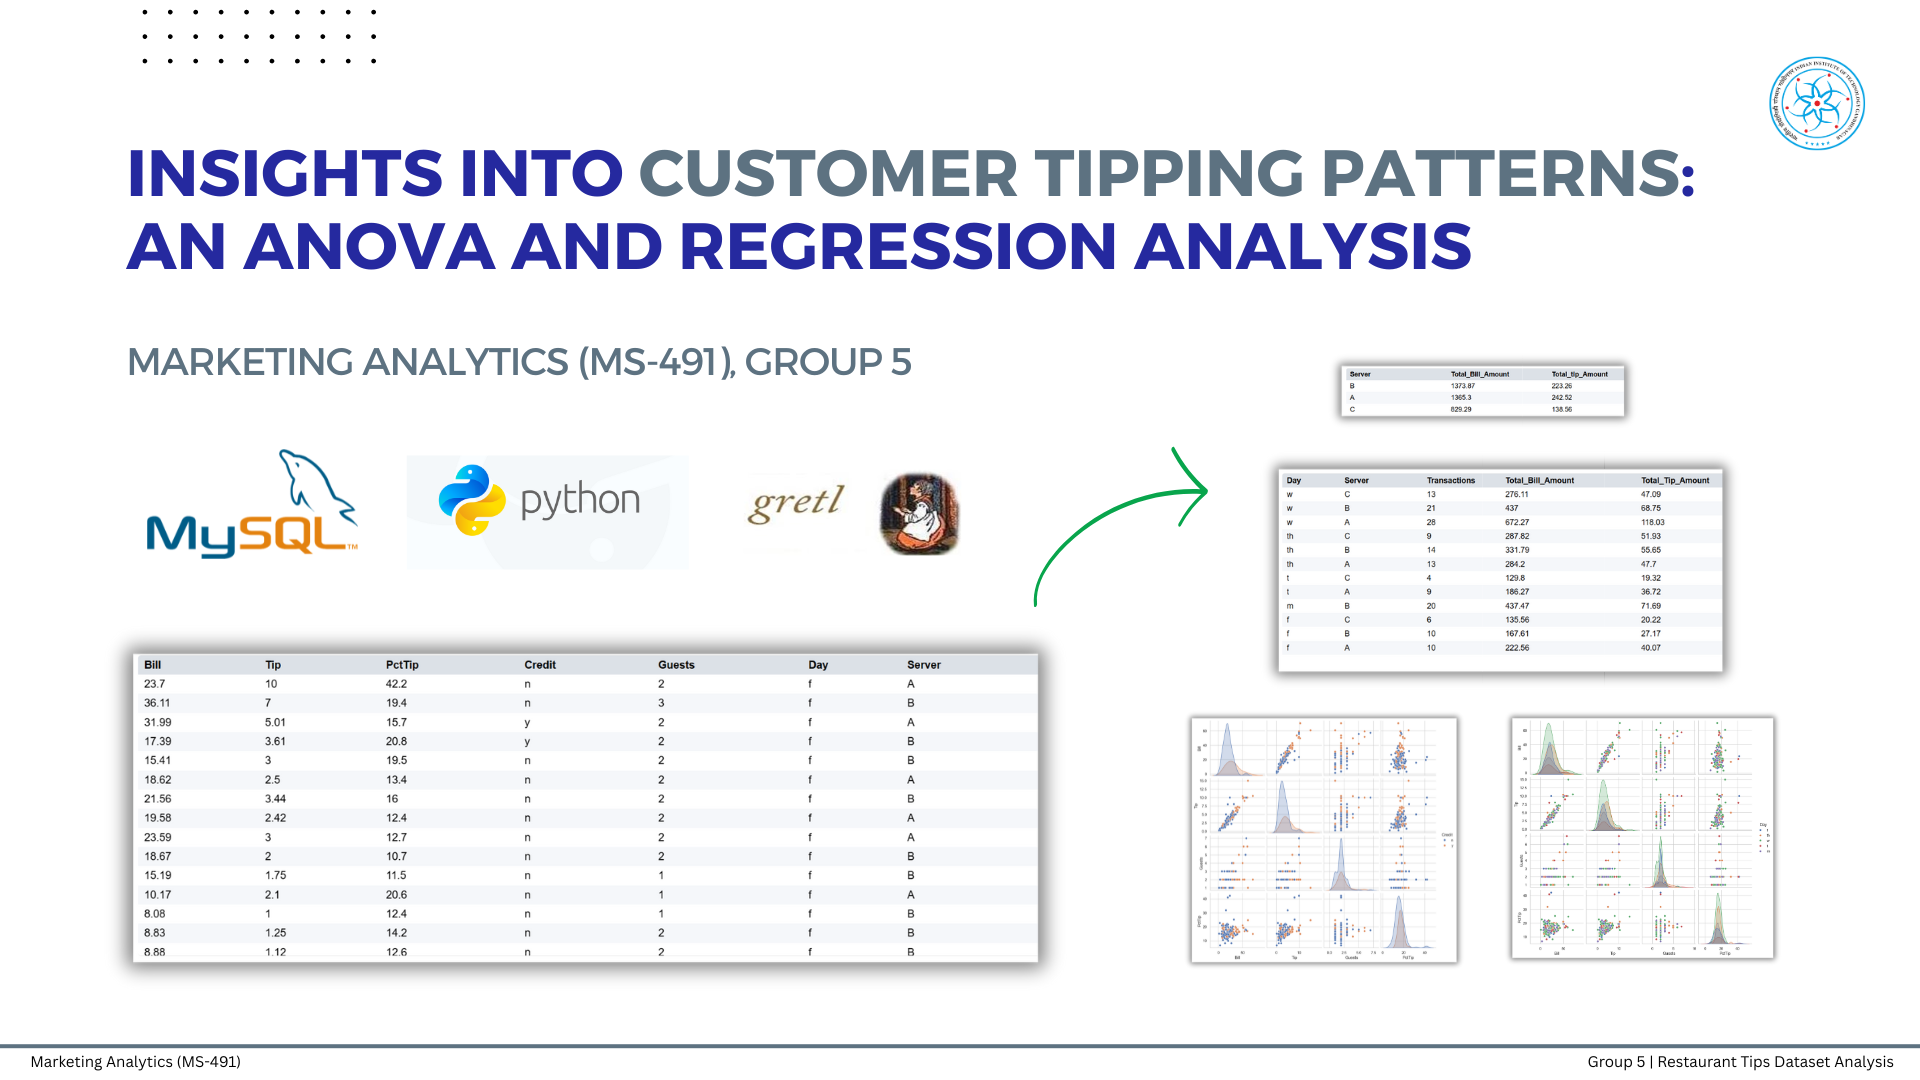 INSIGHTS INTO CUSTOMER TIPPING PATTERNS:
AN ANOVA AND REGRESSION ANALYSIS
MARKETING ANALYTICS (MS-491), GROUP 5
MySQL™
python
gretl
Bill Tip PctTip Credit Guests Day Server
23.7 10 42.2 n 2 f A
36.11 7 19.4 n 3 f B
31.99 5.01 15.7 y 2 f A
17.39 3.61 20.8 y 2 f B
15.41 3 19.5 n 2 f B
18.62 2.5 13.4 n 2 f A
21.56 3.44 16 n 2 f B
19.58 2.42 12.4 n 2 f A
23.59 3 12.7 n 2 f A
18.67 2 10.7 n 2 f B
15.19 1.75 11.5 n 1 f B
10.17 2.1 20.6 n 1 f A
8.08 1 12.4 n 1 f B
8.83 1.25 14.2 n 2 f B
8.88 1.12 12.6 n 2 f B
Server Total_Bill_Amount Total_tip_Amount
B 1373.87 223.26
A 1365.3 242.52
C 829.29 138.56
Day Server Transactions Total_Bill_Amount Total_Tip_Amount
w C 13 276.11 47.09
w B 21 437 68.75
w A 28 672.27 118.03
th C 9 287.82 51.93
th B 14 331.79 55.65
th A 13 284.2 47.7
t C 4 129.8 19.32
t A 9 186.27 36.72
m B 20 437.47 71.69
f C 6 135.56 20.22
f B 10 167.61 27.17
f A 10 222.56 40.07
Bill Tip Guests PctTip
Bill Tip Guests PctTip
Marketing Analytics (MS-491)
Group 5 | Restaurant Tips Dataset Analysis